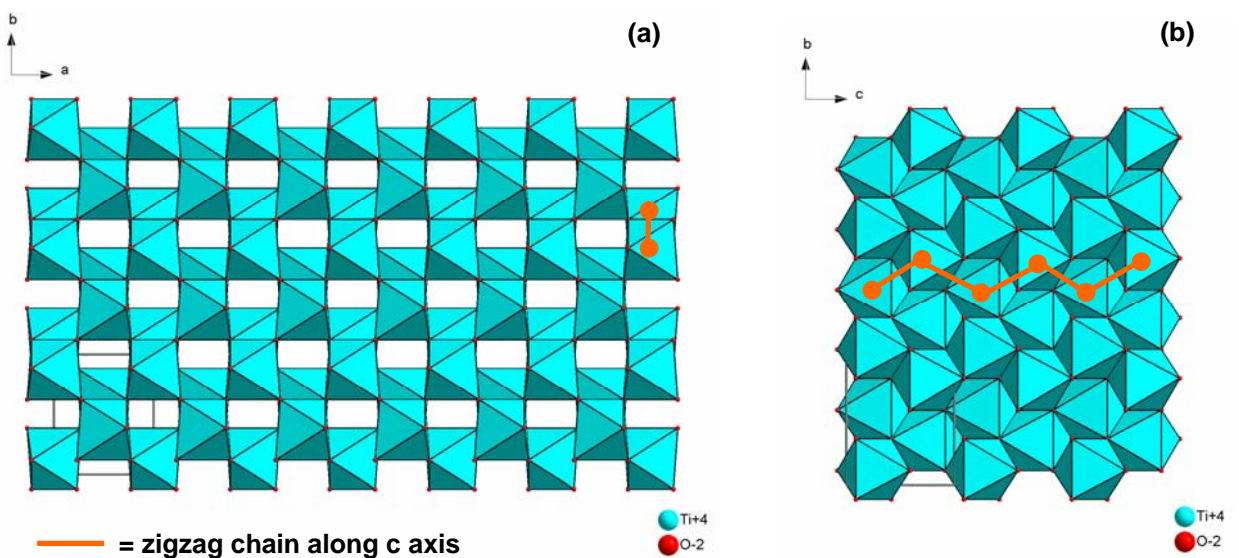 (a)
b
a
Ti+4
O-2
= zigzag chain along c axis
(b)
b
c
Ti+4
O-2